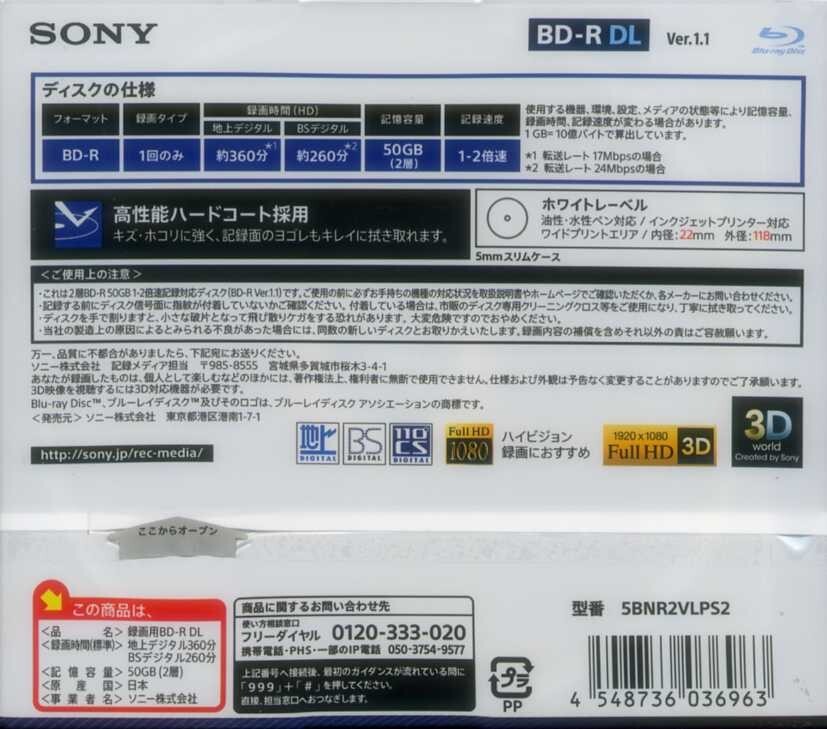 SONY
BD-R DL Ver.1.1
Blu-ray Disc
ディスクの仕様
フォーマット 録画タイプ 録画時間(HD) 記憶容量 記録速度
地上デジタル BSデジタル
BD-R 1回のみ 約360分*1 約260分*2 50GB (2層) 1-2倍速
使用する機器、環境、設定、メディアの状態等により記憶容量、
録画時間、記録速度が変わる場合があります。
1 GB=10億バイトで算出しています。
*1 転送レート 17Mbpsの場合
*2 転送レート 24Mbpsの場合
高性能ハードコート採用
キズ・ホコリに強く、記録面のヨゴレもキレイに拭き取れます。
ホワイトレーベル
油性・水性ペン対応 / インクジェットプリンター対応
ワイドプリントエリア / 内径:22mm 外径:118mm
5mmスリムケース
<ご使用上の注意>
・これは2層BD-R 50GB 1-2倍速記録対応ディスク(BD-R Ver.1.1)です。ご使用の前に必ずお手持ちの機種の対応状況を取扱説明書やホームページでご確認いただくか、各メーカーにお問い合わせください。
・記録する前にディスク信号面に指紋が付着していないかご確認ください。付着している場合は、市販のディスク専用クリーニングクロス等をご使用になり、丁寧に拭き取ってください。
・ディスクを手で割りますと、小さな破片となって飛び散りケガをする恐れがあります。大変危険ですのでおやめください。
・当社の製造上の原因によるとみられる不良があった場合には、同数の新しいディスクとお取りかえいたします。録画内容の補償を含めそれ以外の責はご容赦願います。
万一、品質に不都合がありましたら、下記宛にお送りください。
ソニー株式会社 記録メディア担当 〒985-8555 宮城県多賀城市桜木3-4-1
あなたが録画したものは、個人として楽しむなどのほかには、著作権法上、権利者に無断で使用できません。仕様および外観は予告なく変更することがありますのでご了承願います。
3D映像を視聴するには3D対応機器が必要です。
Blu-ray Disc™、ブルーレイディスク™及びそのロゴは、ブルーレイディスク アソシエーションの商標です。
<発売元> ソニー株式会社 東京都港区港南1-7-1
http://sony.jp/rec-media/
地上 DIGITAL
BS DIGITAL
110 CS DIGITAL
Full HD 1080
ハイビジョン
録画におすすめ
1920 x 1080 Full HD 3D
3D world Created by Sony
ここからオープン
この商品は、
<品 名> 録画用BD-R DL
<録画時間(標準)> 地上デジタル360分
BSデジタル260分
<記憶容量> 50GB (2層)
<原産国> 日本
<事業者名> ソニー株式会社
商品に関するお問い合わせ先
使い方相談窓口
フリーダイヤル 0120-333-020
携帯電話・PHS・一部のIP電話 050-3754-9577
上記番号へ接続後、最初のガイダンスが流れている間に
「999」+「#」を押してください。
直接、担当窓口へおつなぎします。
プラ
PP
型番 5BNR2VLPS2
4 548736 036963